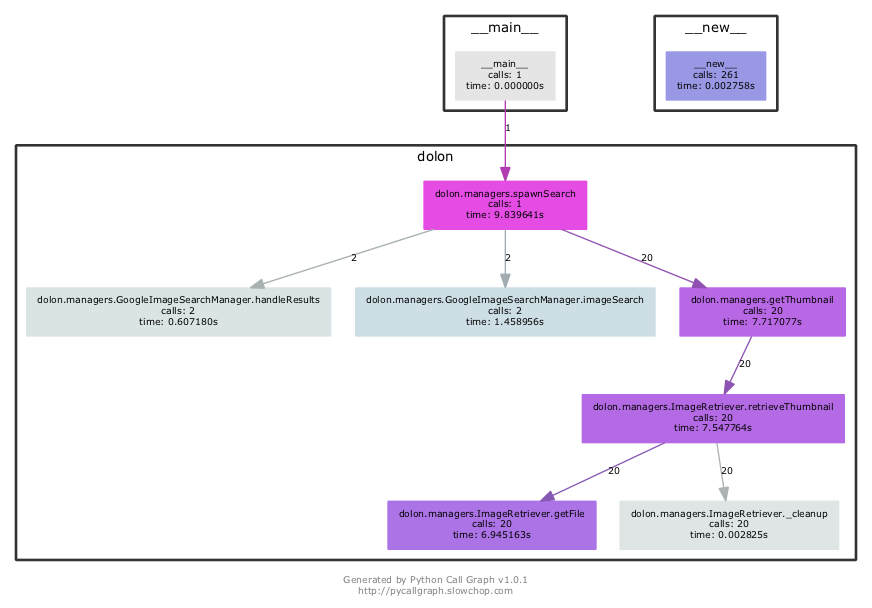 __main__
__new__
__main__
calls: 1
time: 0.000000s
__new__
calls: 261
time: 0.002758s
1
dolon
dolon.managers.spawnSearch
calls: 1
time: 9.839641s
2
2
20
dolon.managers.GoogleImageSearchManager.handleResults
calls: 2
time: 0.607180s
dolon.managers.GoogleImageSearchManager.imageSearch
calls: 2
time: 1.458956s
dolon.managers.getThumbnail
calls: 20
time: 7.717077s
20
dolon.managers.ImageRetriever.retrieveThumbnail
calls: 20
time: 7.547764s
20
20
dolon.managers.ImageRetriever.getFile
calls: 20
time: 6.945163s
dolon.managers.ImageRetriever._cleanup
calls: 20
time: 0.002825s
Generated by Python Call Graph v1.0.1
http://pycallgraph.slowchop.com